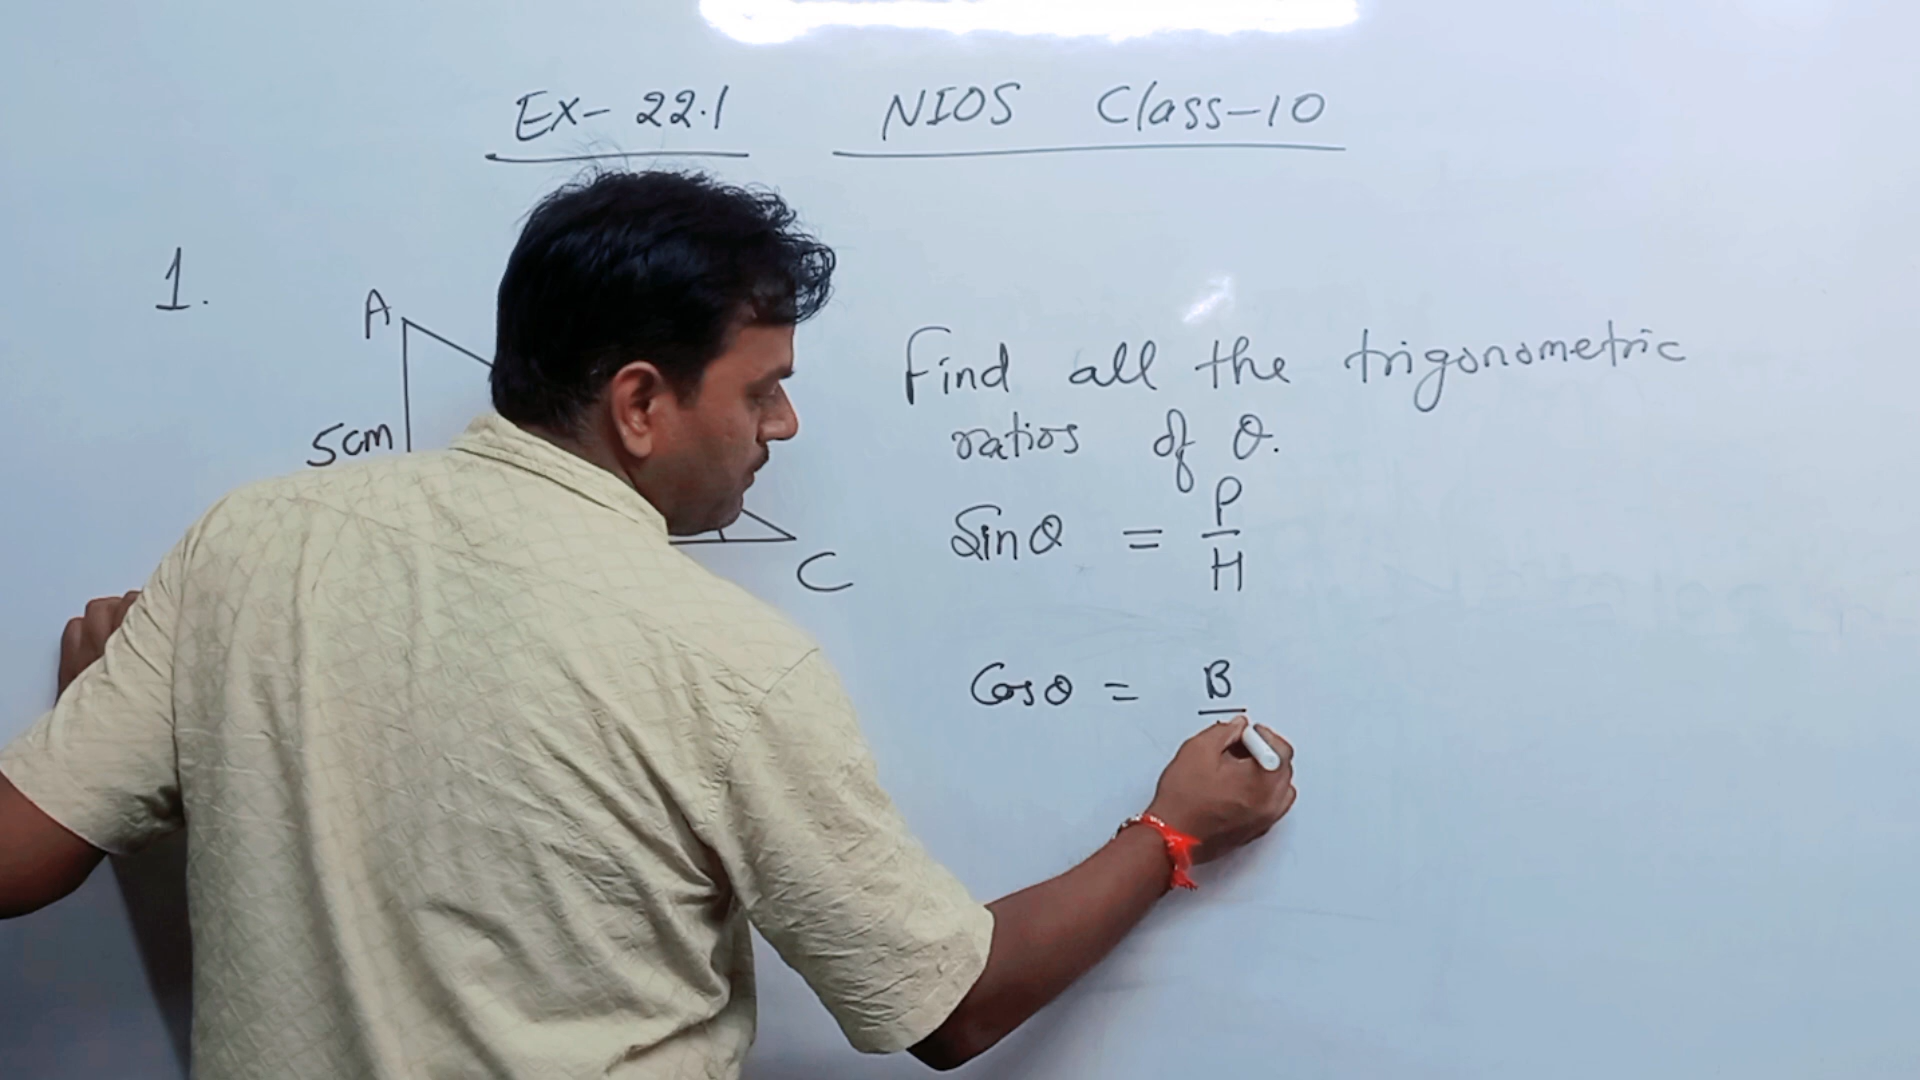 Ex- 22.1 NIOS Class-10
1.
A
5cm
C
Find all the trigonometric
ratios of θ.
Sinθ = P/H
Cosθ = B